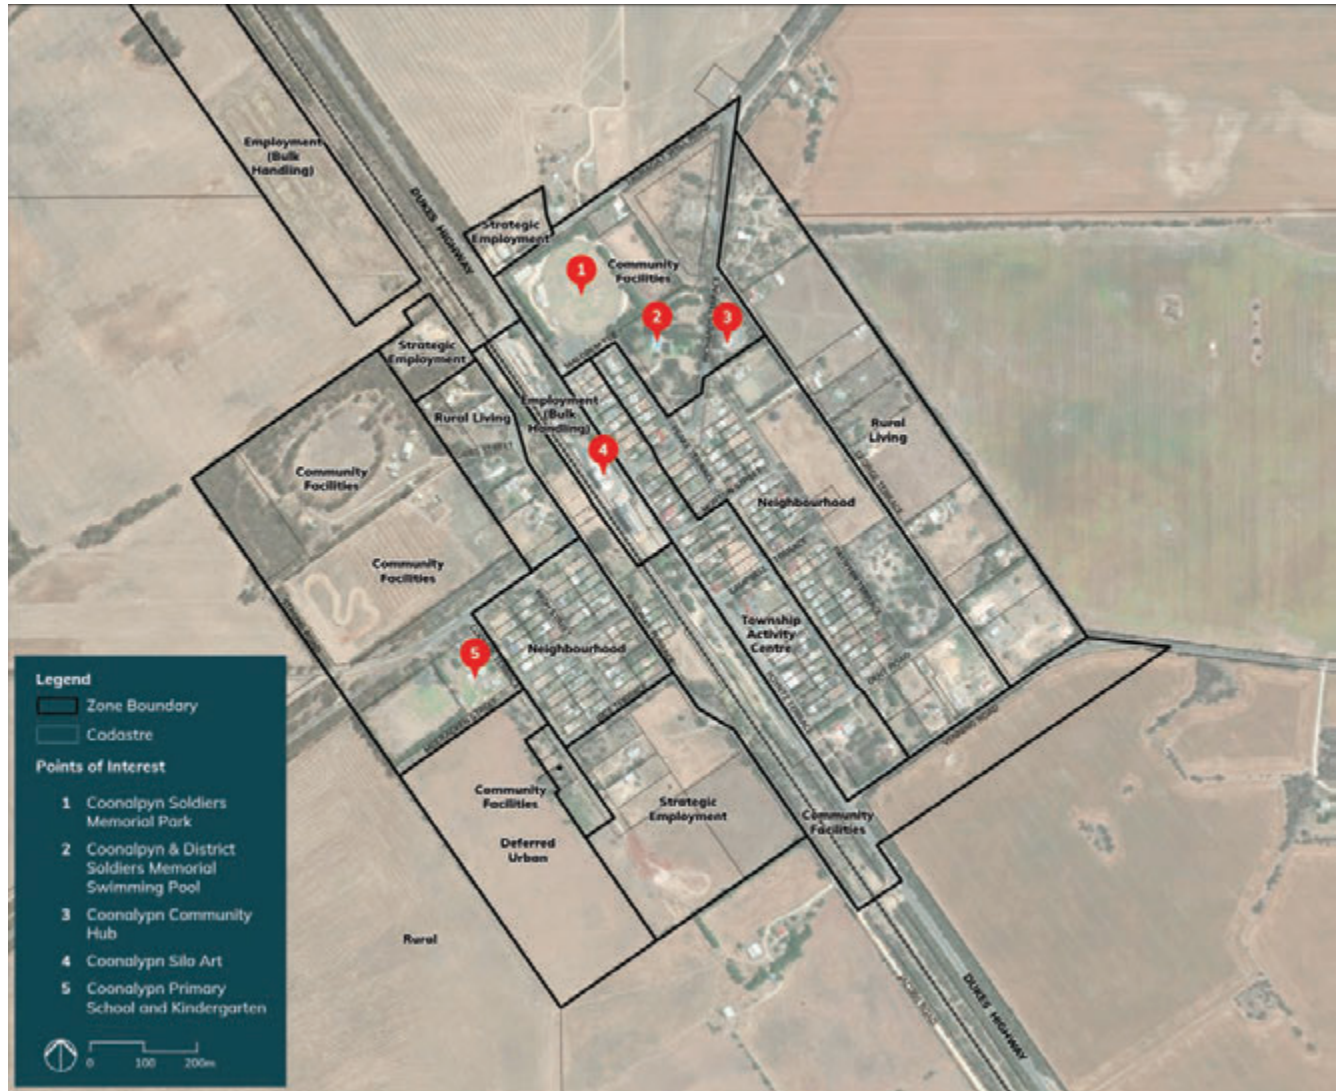 Employment
(Bulk
Handling)
DUKES HIGHWAY
Strategic
Employment
1
Community
Facilities
2
3
Strategic
Employment
Rural Living
Employment
(Bulk
Handling)
4
Rural
Living
Community
Facilities
Neighbourhood
Community
Facilities
Township
Activity
Centre
5
Neighbourhood
Community
Facilities
Strategic
Employment
Community
Facilities
Deferred
Urban
Rural
DUKES HIGHWAY
Legend
Zone Boundary
Cadastre
Points of Interest
1 Coonalpyn Soldiers
Memorial Park
2 Coonalpyn & District
Soldiers Memorial
Swimming Pool
3 Coonalypn Community
Hub
4 Coonalypn Silo Art
5 Coonalypn Primary
School and Kindergarten
0 100 200m